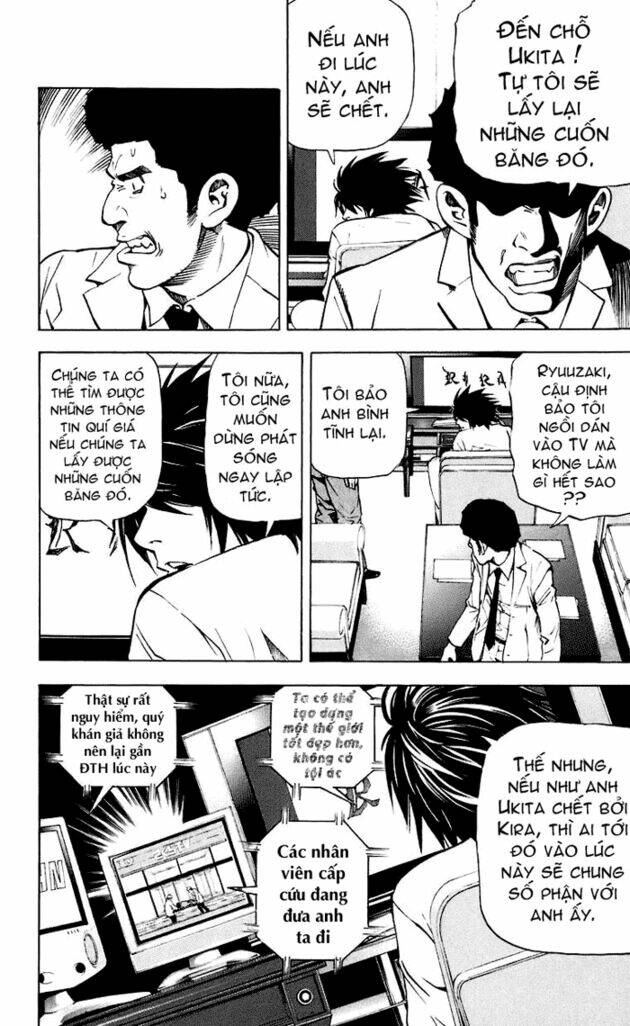 ĐẾN CHỖ
UKITA !
TỰ TÔI SẼ
LẤY LẠI
NHỮNG CUỐN
BĂNG ĐÓ.
NẾU ANH
ĐI LÚC
NÀY, ANH
SẼ CHẾT.
RYUUZAKI,
CẬU ĐỊNH
BẢO TÔI
NGỒI DÁN
VÀO TV MÀ
KHÔNG LÀM
GÌ HẾT SAO
??
TÔI BẢO
ANH BÌNH
TĨNH LẠI.
TÔI NỮA,
TÔI CŨNG
MUỐN
DỪNG PHÁT
SÓNG
NGAY LẬP
TỨC.
CHÚNG TA CÓ
THỂ TÌM ĐƯỢC
NHỮNG THÔNG
TIN QUÍ GIÁ
NẾU CHÚNG TA
LẤY ĐƯỢC
NHỮNG CUỐN
BĂNG ĐÓ.
THẾ NHƯNG,
NẾU NHƯ ANH
UKITA CHẾT BỞI
KIRA, THÌ AI TỚI
ĐÓ VÀO LÚC
NÀY SẼ CHUNG
SỐ PHẬN VỚI
ANH ẤY.
Ta có thể
tạo dựng
một thế giới
tốt đẹp hơn,
không có
tội ác
Thật sự rất
nguy hiểm, quý
khán giả không
nên lại gần
ĐTH lúc này
Các nhân
viên cấp
cứu đang
đưa anh
ta đi